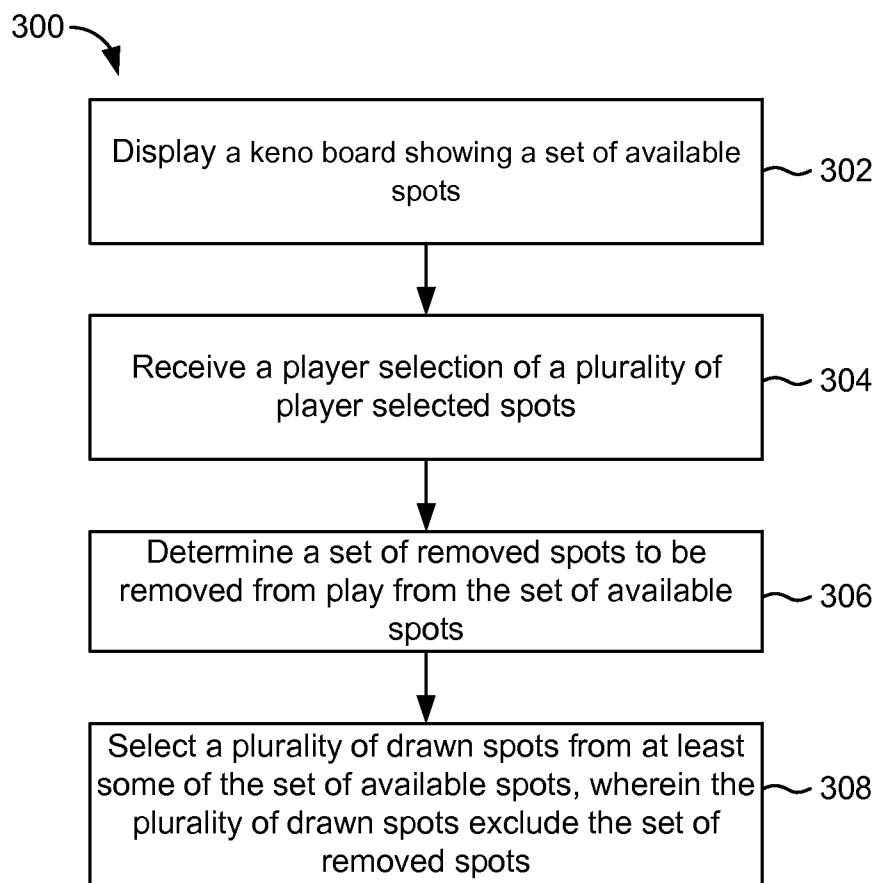 300
Display a keno board showing a set of available
spots
302
Receive a player selection of a plurality of
player selected spots
304
Determine a set of removed spots to be
removed from play from the set of available
spots
306
Select a plurality of drawn spots from at least
some of the set of available spots, wherein the
plurality of drawn spots exclude the set of
removed spots
308